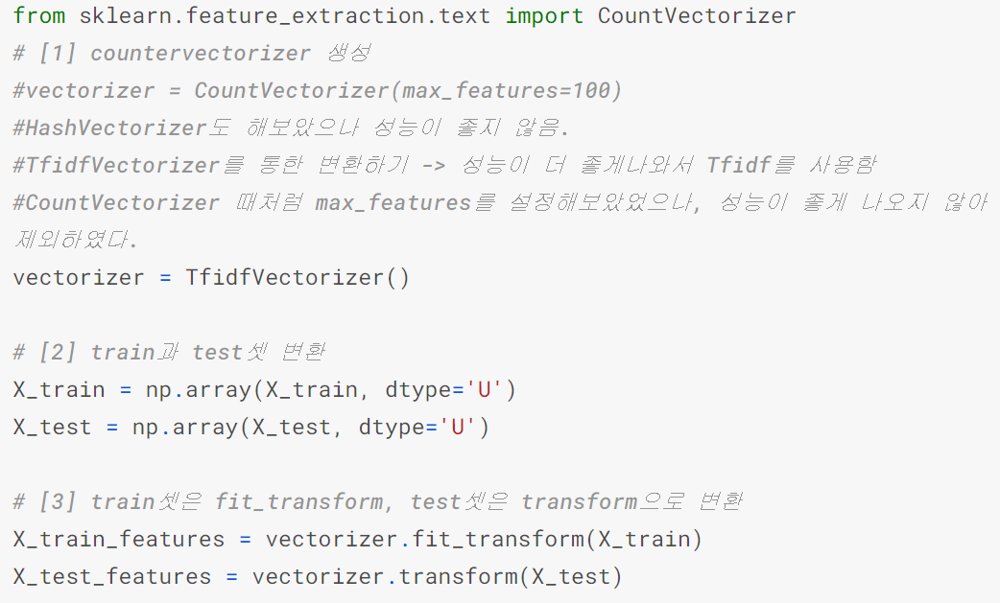 from sklearn.feature_extraction.text import CountVectorizer
# [1] countervectorizer 생성
#vectorizer = CountVectorizer(max_features=100)
#HashVectorizer도 해보았으나 성능이 좋지 않음.
#TfidfVectorizer를 통한 변환하기 -> 성능이 더 좋게나와서 Tfidf를 사용함
#CountVectorizer 때처럼 max_features를 설정해보았었으나, 성능이 좋게 나오지 않아
제외하였다.
vectorizer = TfidfVectorizer()
# [2] train과 test셋 변환
X_train = np.array(X_train, dtype='U')
X_test = np.array(X_test, dtype='U')
# [3] train셋은 fit_transform, test셋은 transform으로 변환
X_train_features = vectorizer.fit_transform(X_train)
X_test_features = vectorizer.transform(X_test)